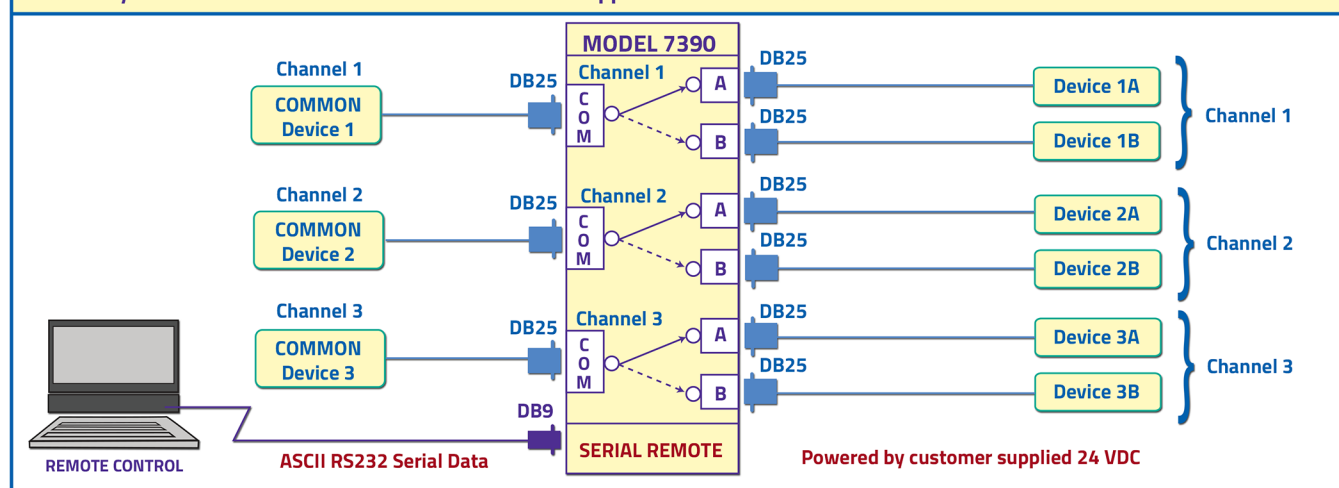 MODEL 7390
Channel 1
COMMON
Device 1
DB25
Channel 1
COM
A
B
DB25
DB25
Device 1A
Device 1B
Channel 1
Channel 2
COMMON
Device 2
DB25
Channel 2
COM
A
B
DB25
DB25
Device 2A
Device 2B
Channel 2
Channel 3
COMMON
Device 3
DB25
Channel 3
COM
A
B
DB25
DB25
Device 3A
Device 3B
Channel 3
DB9
REMOTE CONTROL
ASCII RS232 Serial Data
SERIAL REMOTE
Powered by customer supplied 24 VDC